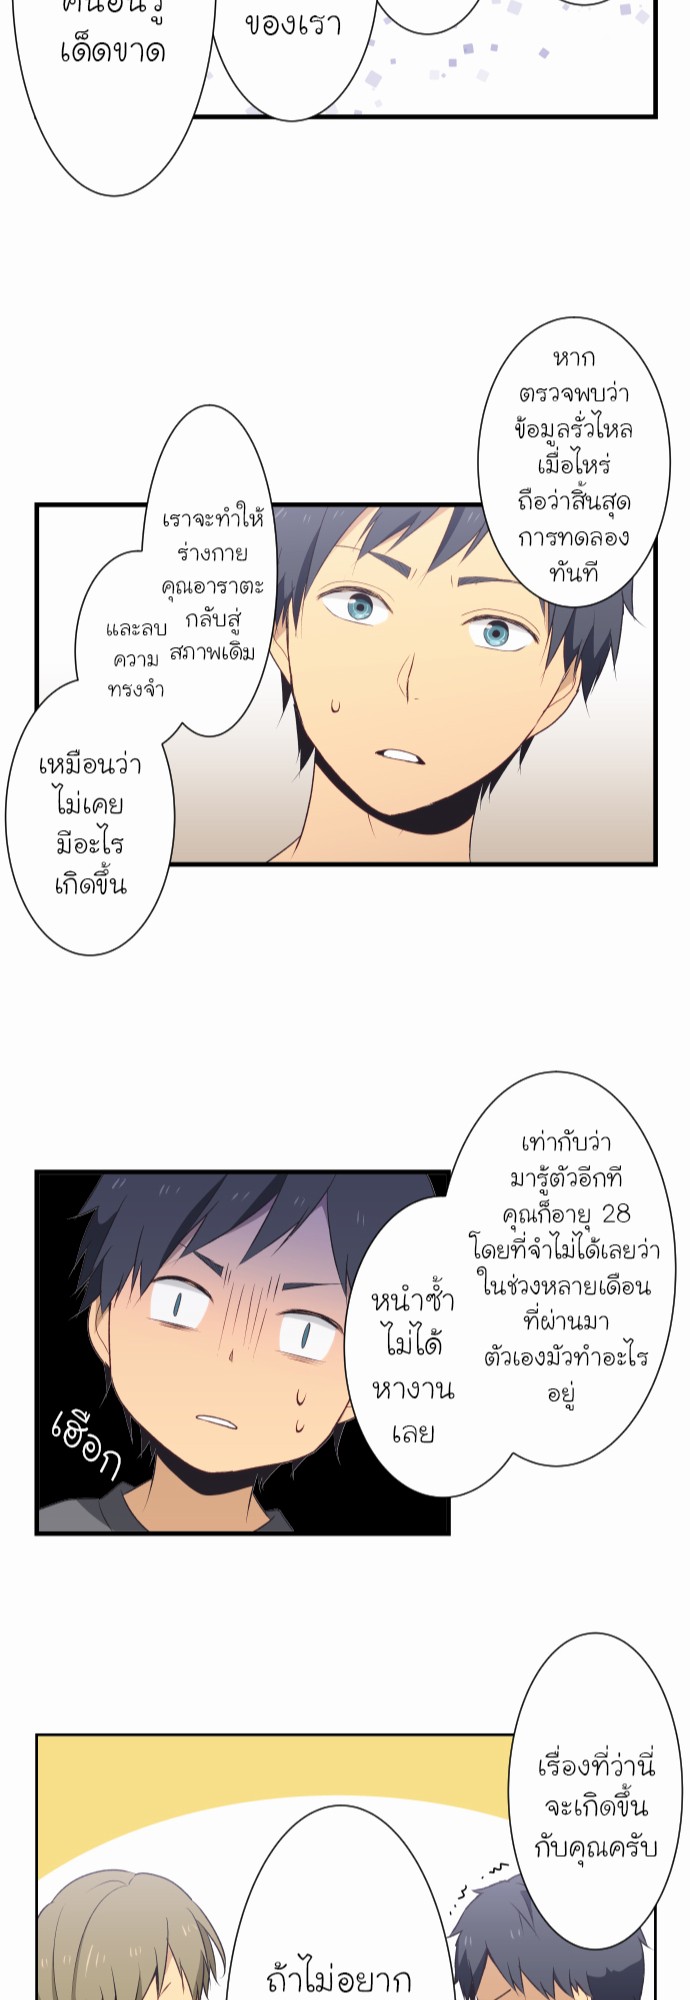 ของเรา
เด็ดขาด
หาก
ตรวจพบว่า
ข้อมูลรั่วไหล
เมื่อไหร่
ถือว่าสิ้นสุด
การทดลอง
ทันที
เราจะทำให้
ร่างกาย
คุณอาราตะ
กลับสู่
สภาพเดิม
และลบ
ความ
ทรงจำ
เหมือนว่า
ไม่เคย
มีอะไร
เกิดขึ้น
เท่ากับว่า
มารู้ตัวอีกที
คุณก็อายุ 28
โดยที่จำไม่ได้เลยว่า
ในช่วงหลายเดือน
ที่ผ่านมา
ตัวเองมัวทำอะไร
อยู่
หนำซ้ำ
ไม่ได้
หางาน
เลย
เฮือก
เรื่องที่ว่านี่
จะเกิดขึ้น
กับคุณครับ
ถ้าไม่อยาก